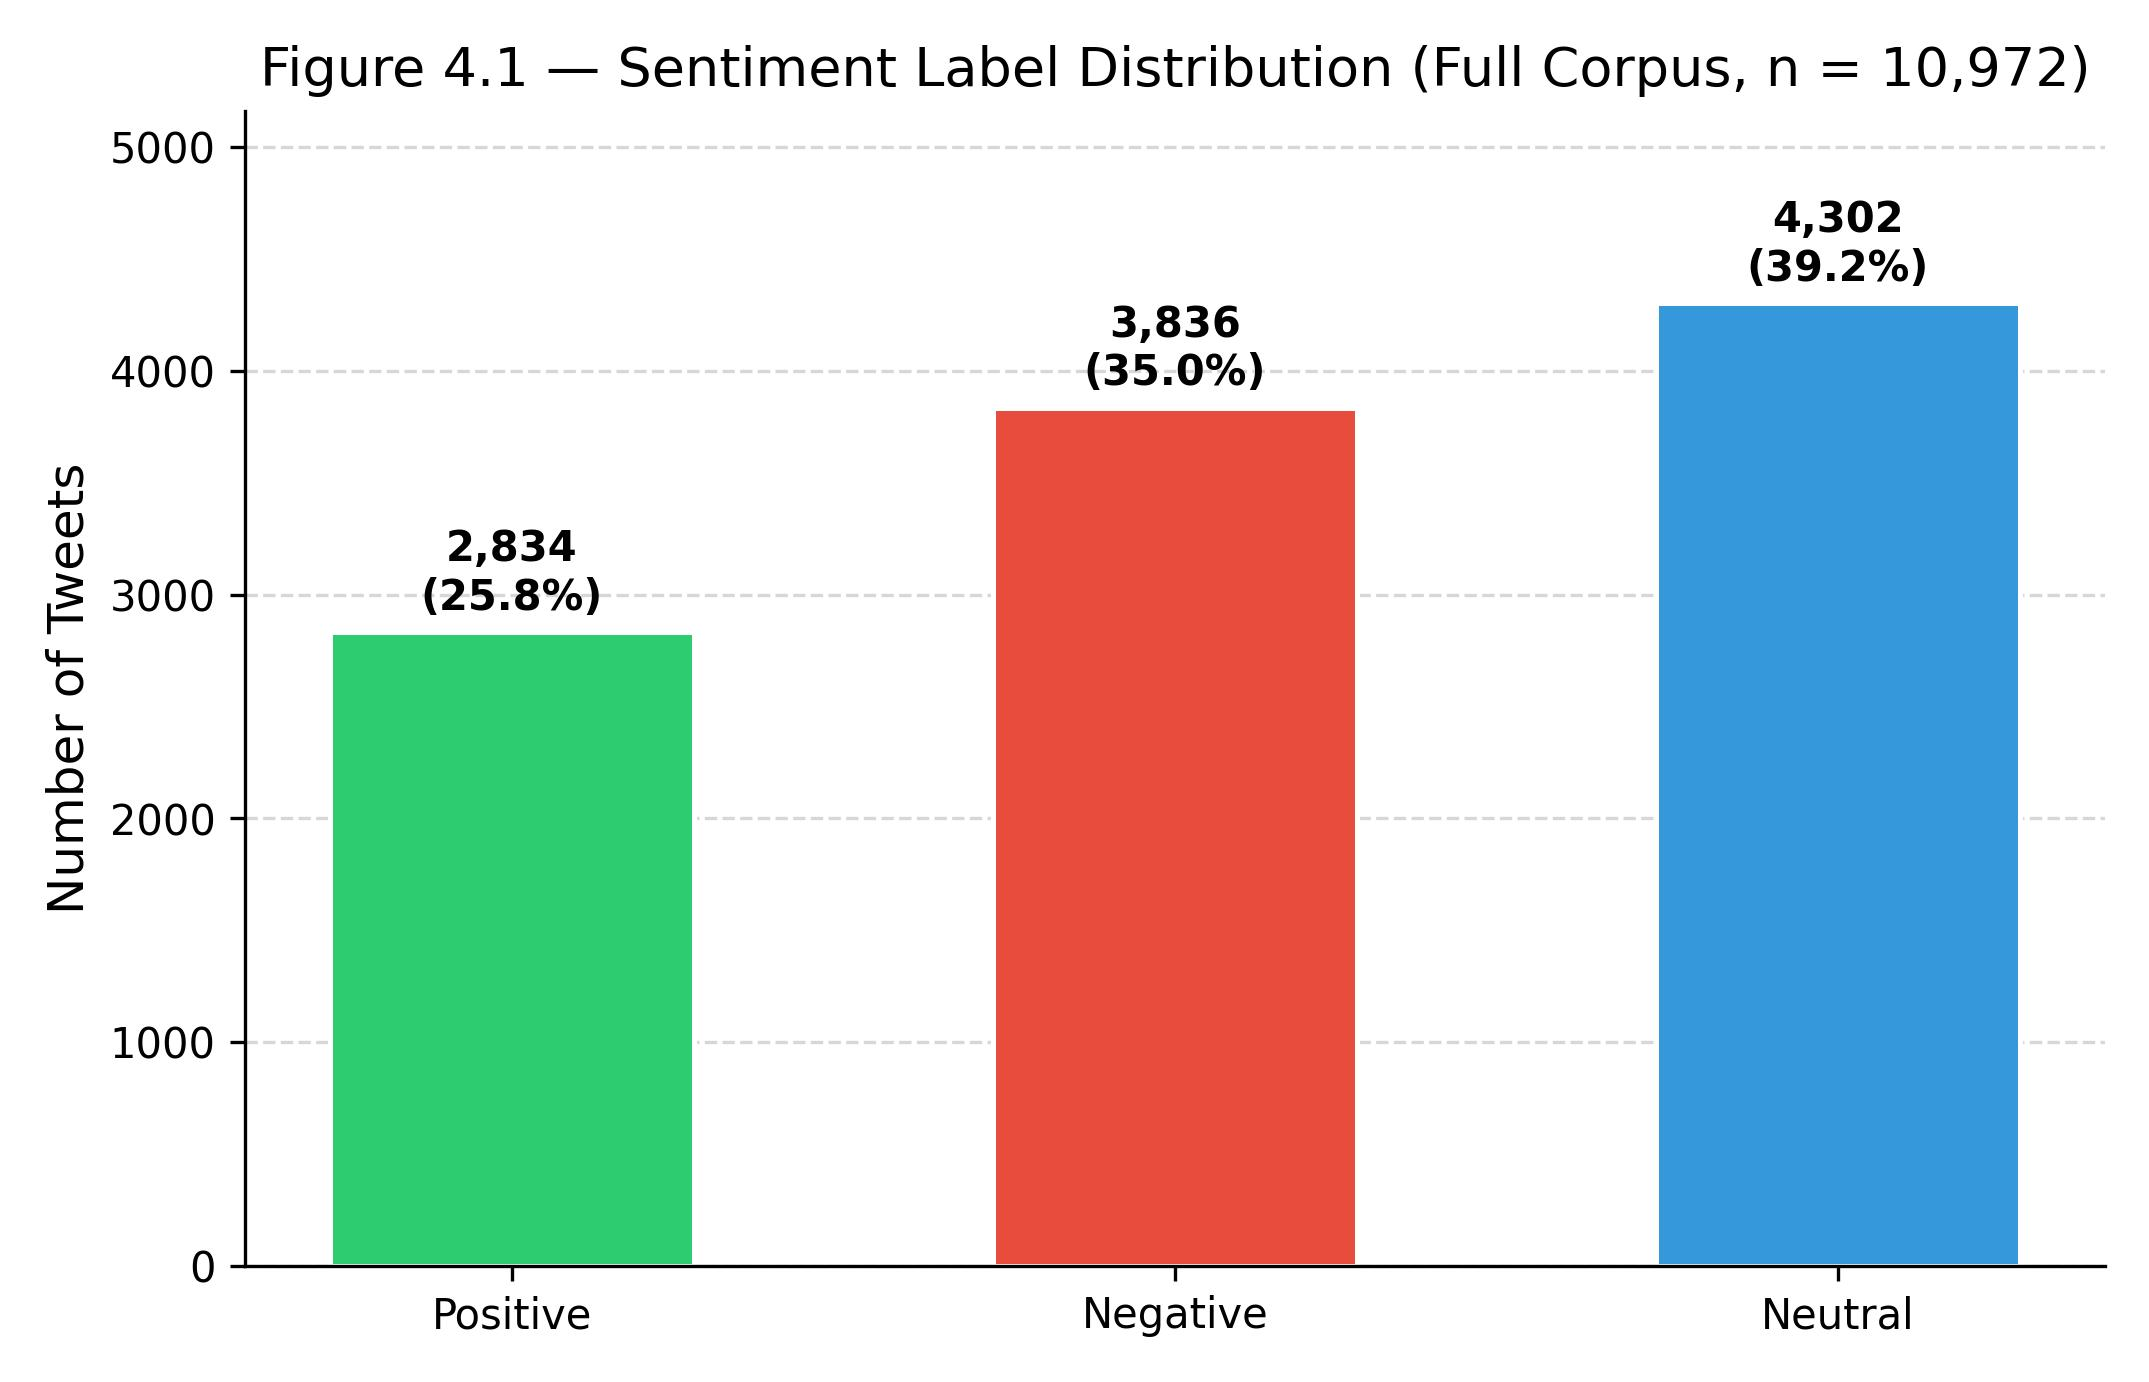 Figure 4.1 — Sentiment Label Distribution (Full Corpus, n = 10,972)
Number of Tweets
5000
4000
3000
2000
1000
0
2,834
(25.8%)
3,836
(35.0%)
4,302
(39.2%)
Positive
Negative
Neutral